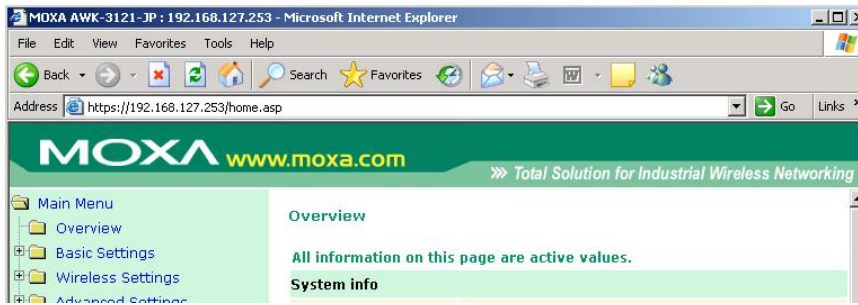 MOXA AWK-3121-JP : 192.168.127.253 - Microsoft Internet Explorer
File Edit View Favorites Tools Help
Back Search Favorites
Address https://192.168.127.253/home.asp Go Links
MOXA www.moxa.com
Total Solution for Industrial Wireless Networking
Main Menu
Overview
Basic Settings
Wireless Settings
Advanced Settings
Overview
All information on this page are active values.
System info